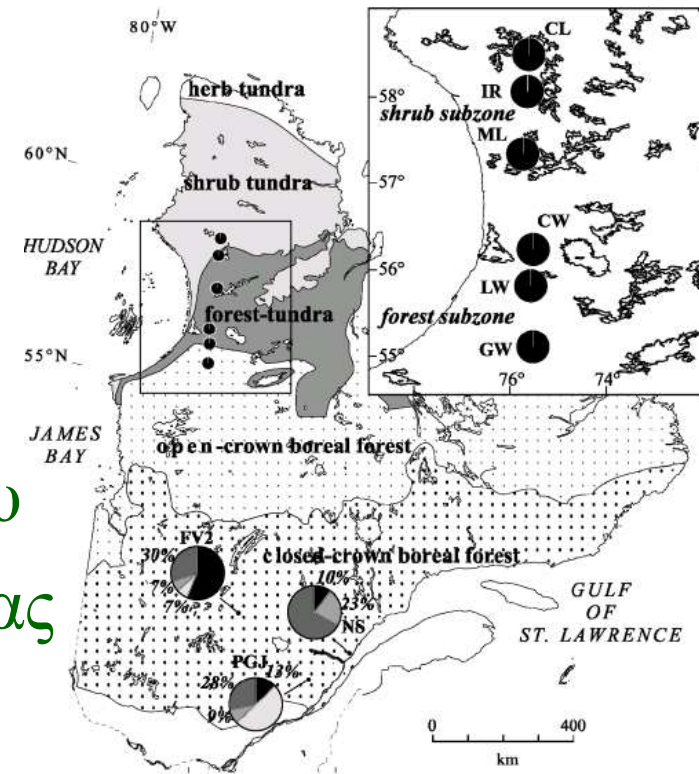 80°W
CL
herb tundra
58°
IR
shrub subzone
ML
60°N
57°
shrub tundra
HUDSON
BAY
CW
56°
LW
forest-tundra
forest subzone
55°N
55°
GW
76°
74°
JAMES
BAY
open-crown boreal forest
υ
FV2
closed-crown boreal forest
30%
10%
7%
23%
7%
NS
ας
GULF
OF
ST. LAWRENCE
PGJ
13%
28%
9%
0
400
km